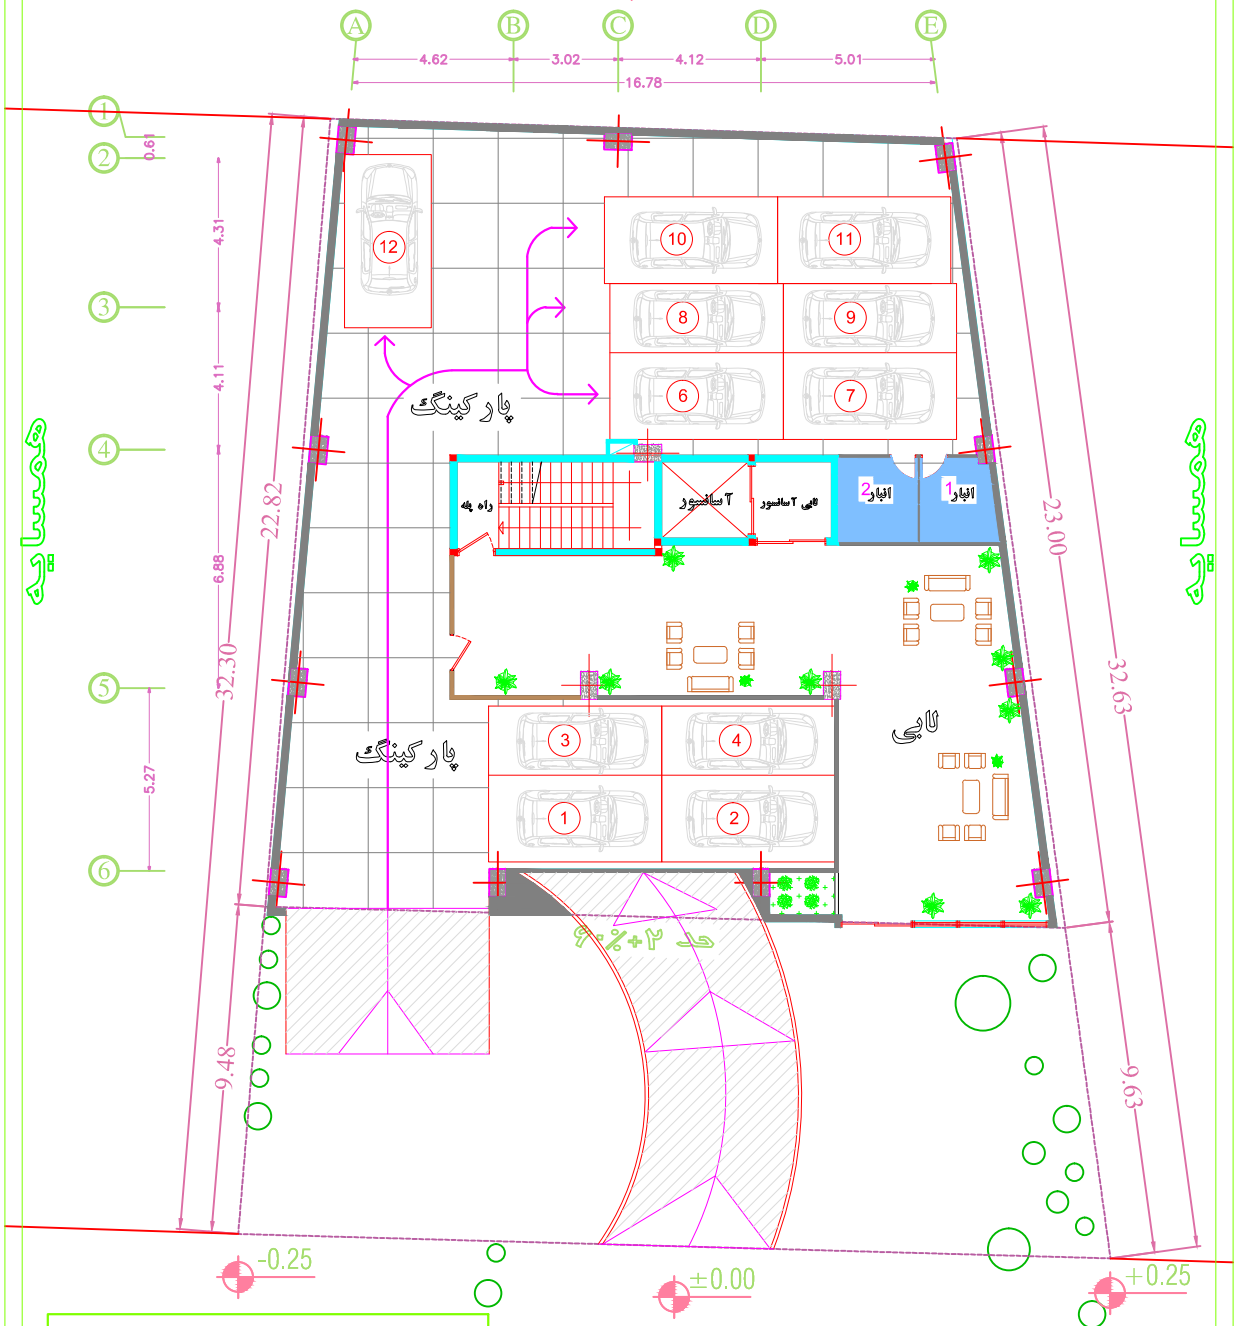 A B C D E
4.62 3.02 4.12 5.01
16.78
1
0.61
2
4.31
12
10 11
3
8 9
4.11
6 7
پارکینگ
4
همسایه
همسایه
22.82
23.00
راه پله
آسانسور
لابی آسانسور
انبار 2
انبار 1
6.88
32.30
32.63
5
پارکینگ
3 4
لابی
5.27
1 2
6
9.48
9.63
-0.25
±0.00
+0.25